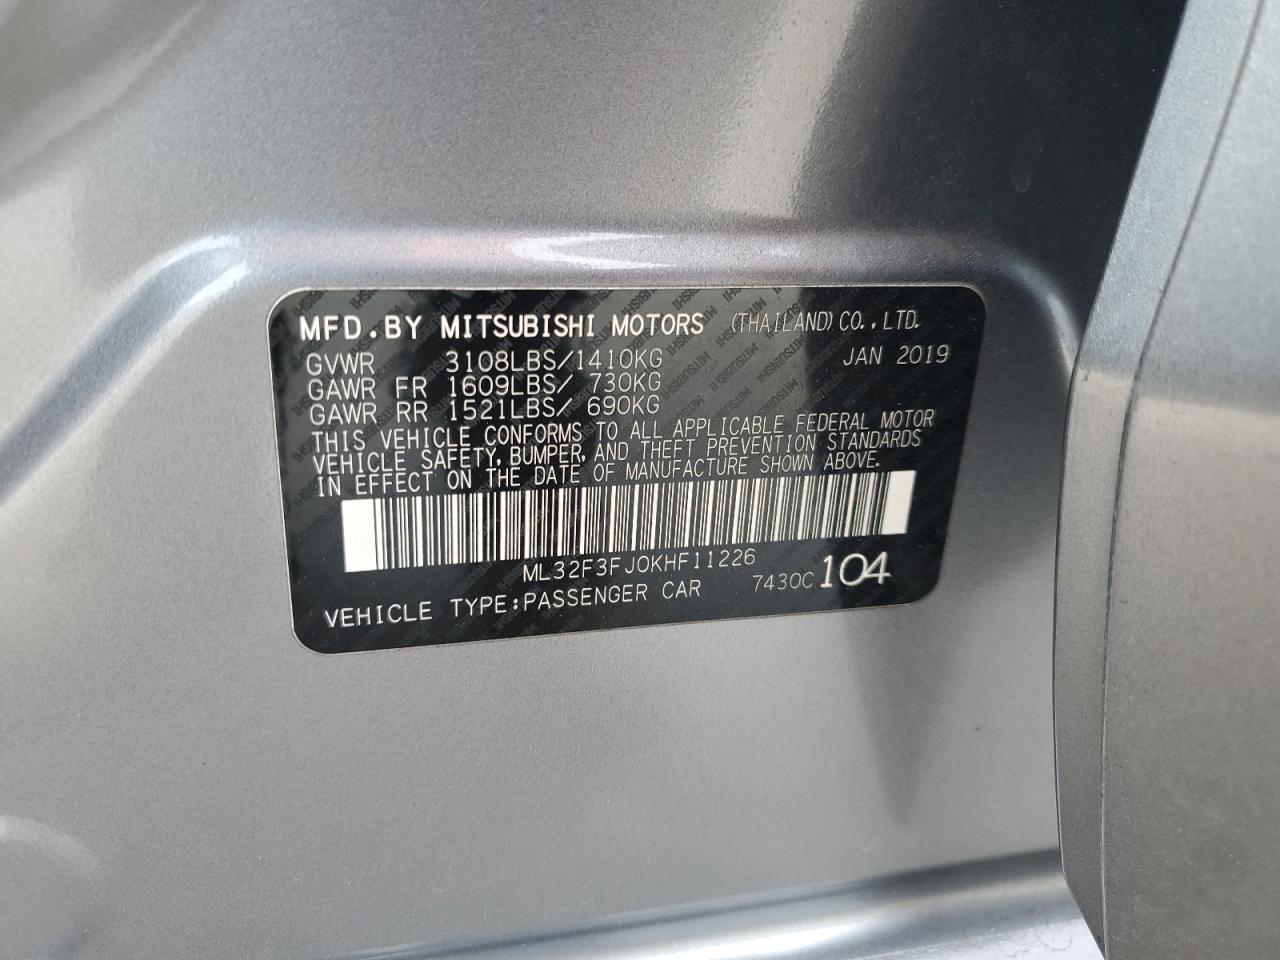 MFD.BY MITSUBISHI MOTORS (THAILAND) CO.,LTD.
GVWR 3108LBS/1410KG JAN 2019
GAWR FR 1609LBS/ 730KG
GAWR RR 1521LBS/ 690KG
THIS VEHICLE CONFORMS TO ALL APPLICABLE FEDERAL MOTOR
VEHICLE SAFETY, BUMPER, AND THEFT PREVENTION STANDARDS
IN EFFECT ON THE DATE OF MANUFACTURE SHOWN ABOVE.
ML32F3FJ0KHF11226
VEHICLE TYPE:PASSENGER CAR 7430C 104